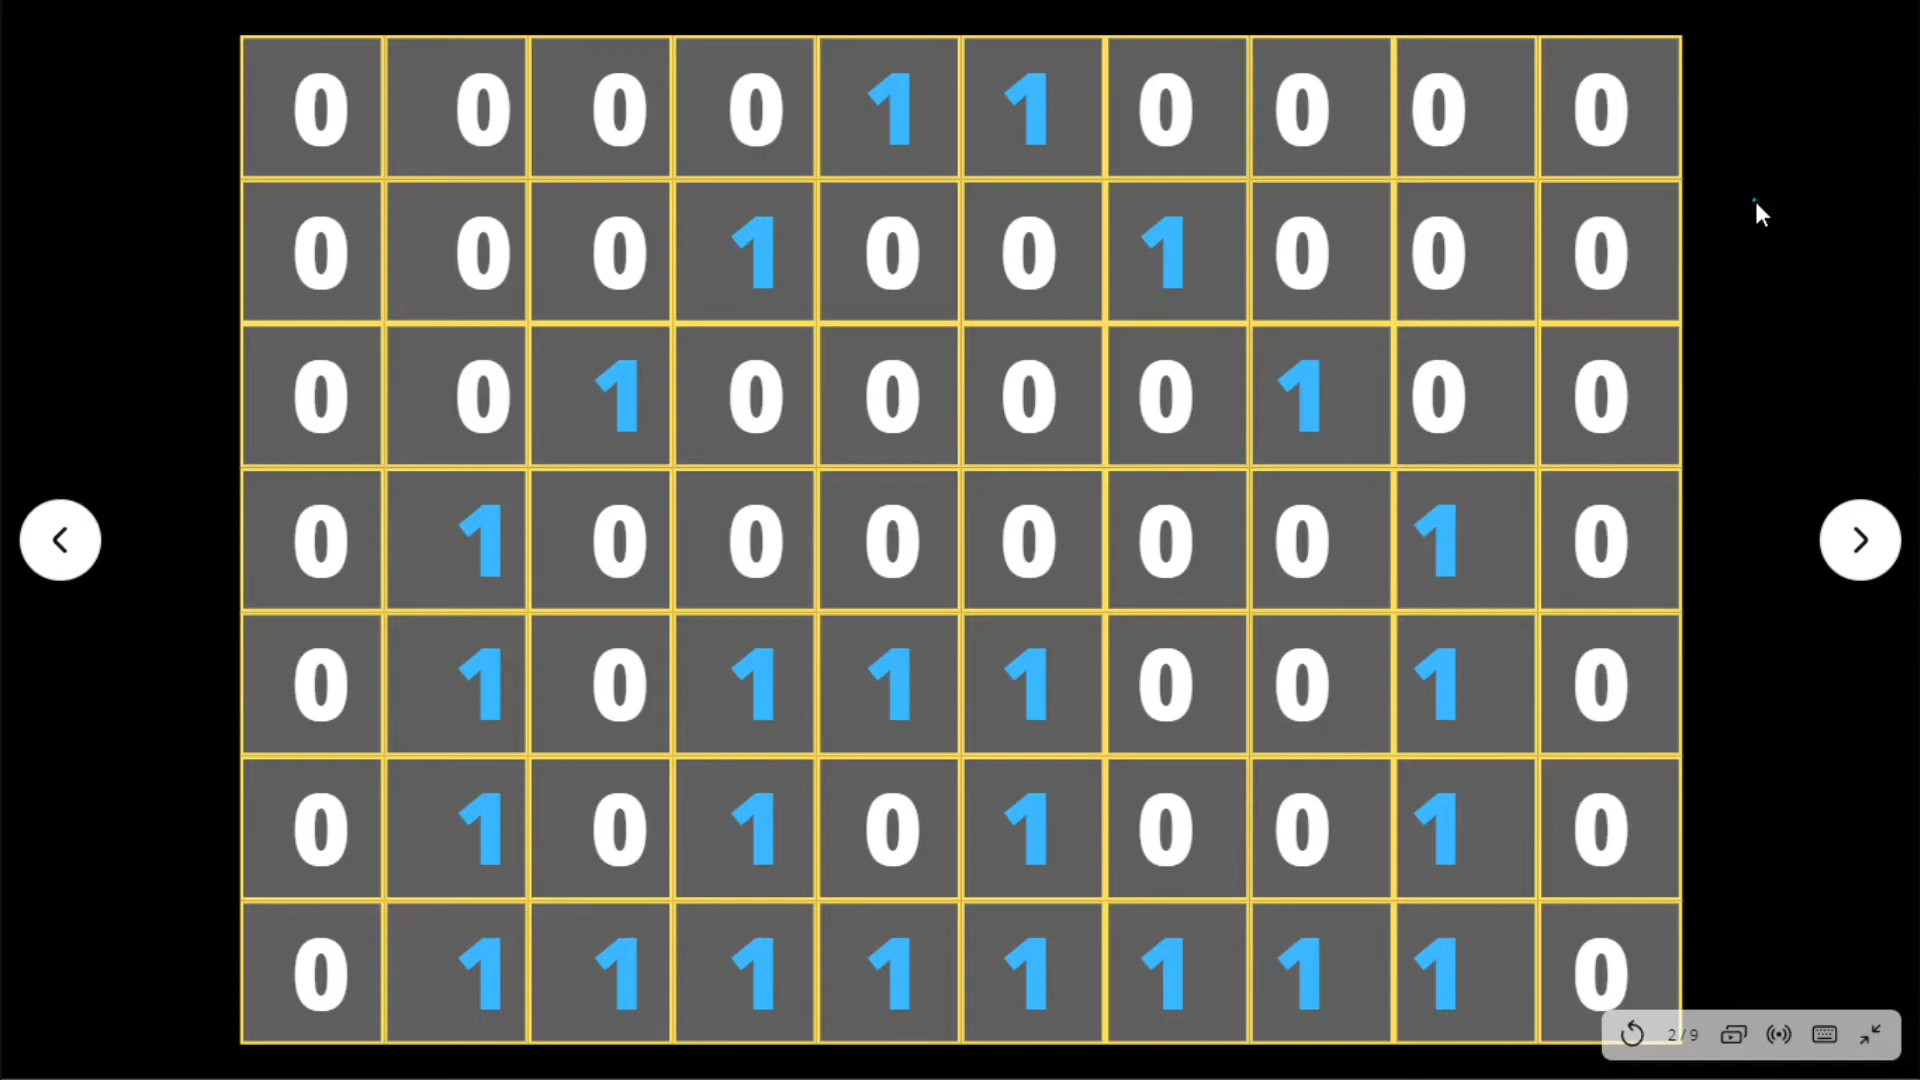 0 0 0 0 1 1 0 0 0 0
0 0 0 1 0 0 1 0 0 0
0 0 1 0 0 0 0 1 0 0
0 1 0 0 0 0 0 0 1 0
0 1 0 1 1 1 0 0 1 0
0 1 0 1 0 1 0 0 1 0
0 1 1 1 1 1 1 1 1 0
2 / 9